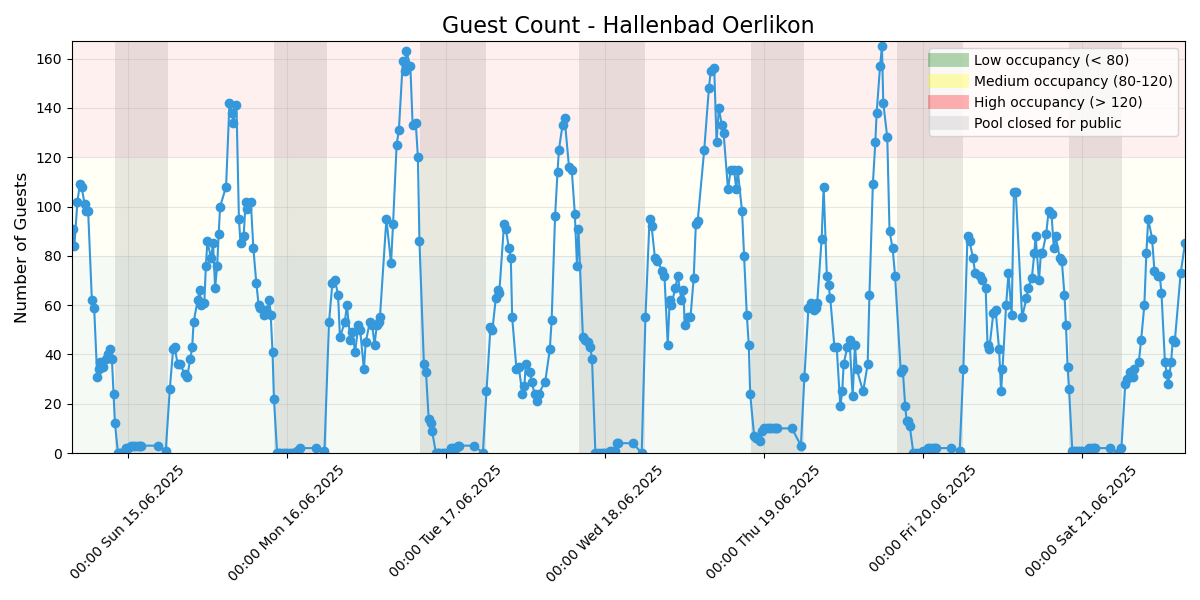 Guest Count - Hallenbad Oerlikon
Number of Guests
160
140
120
100
80
60
40
20
0
Low occupancy (< 80)
Medium occupancy (80-120)
High occupancy (> 120)
Pool closed for public
00:00 Sun 15.06.2025
00:00 Mon 16.06.2025
00:00 Tue 17.06.2025
00:00 Wed 18.06.2025
00:00 Thu 19.06.2025
00:00 Fri 20.06.2025
00:00 Sat 21.06.2025